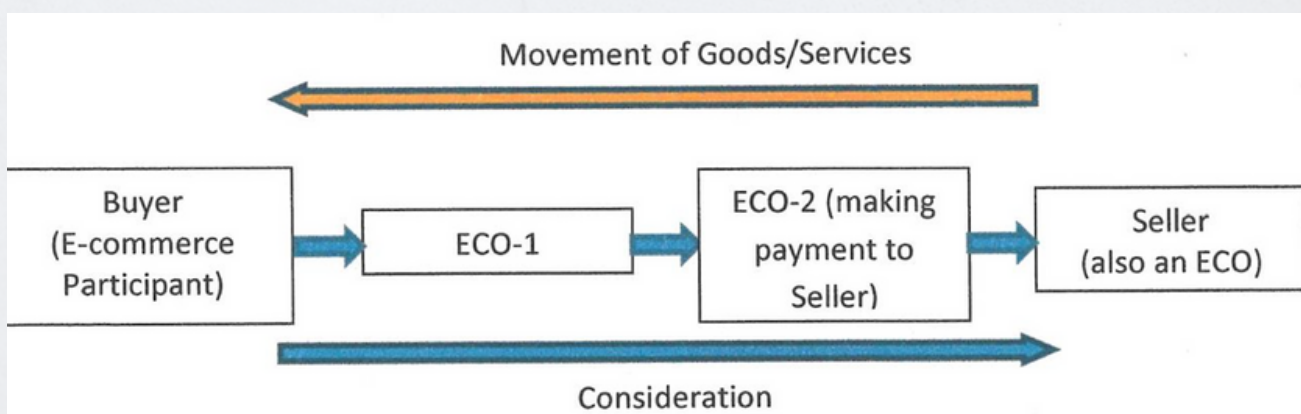 Movement of Goods/Services
Buyer
(E-commerce
Participant)
ECO-1
ECO-2 (making
payment to
Seller)
Seller
(also an ECO)
Consideration